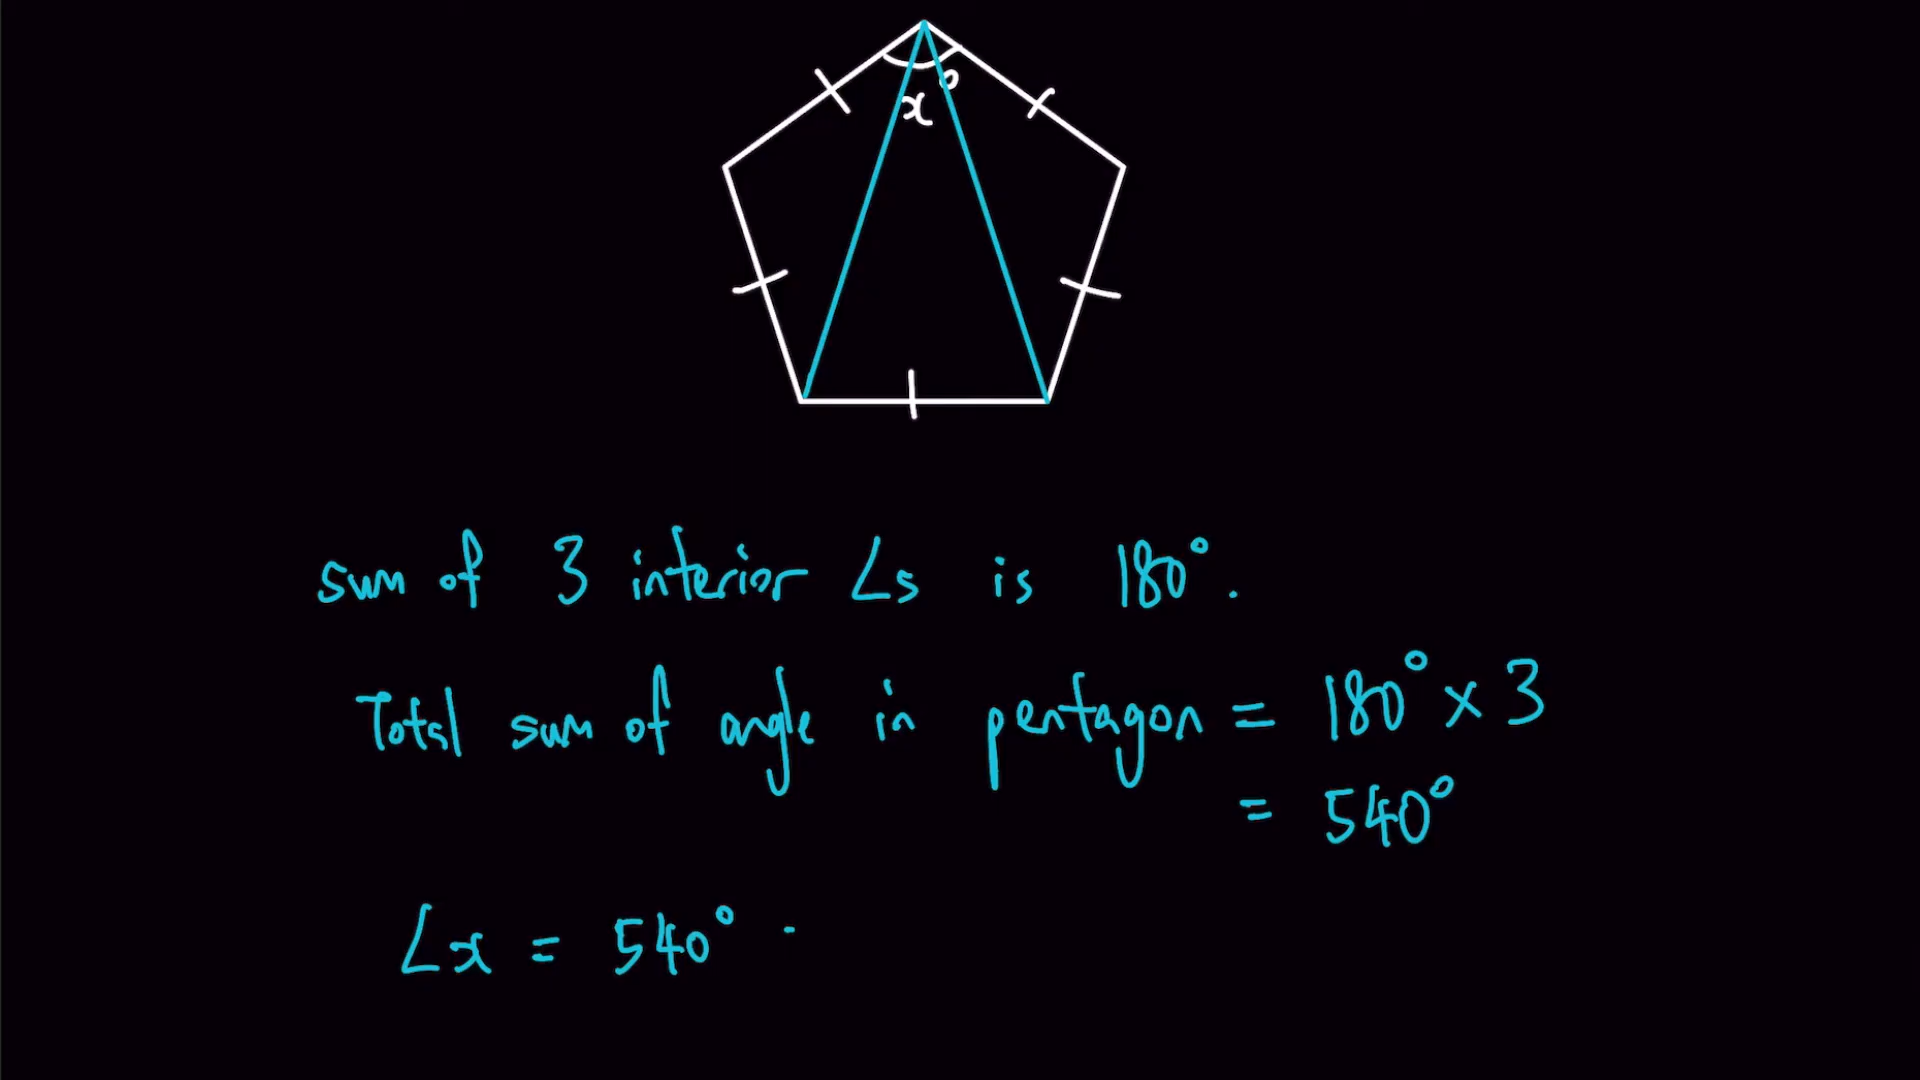 x°
sum of 3 interior ∠s is 180°.
Total sum of angle in pentagon = 180° × 3
= 540°
∠x = 540° -